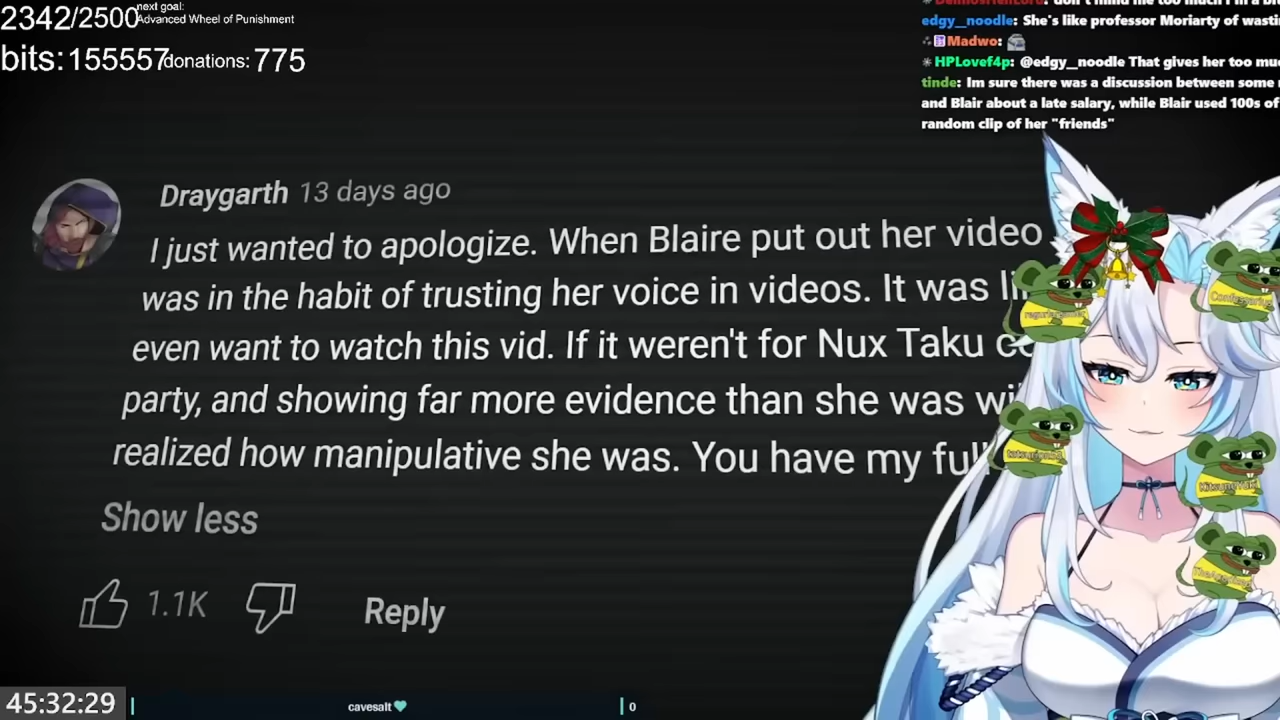 2342/2500
next goal:
Advanced Wheel of Punishment
bits:155557
donations: 775
edgy__noodle: She's like professor Moriarty of
Madwo:
HPLovef4p: @edgy__noodle That gives her too
tinde: Im sure there was a discussion between some
and Blair about a late salary, while Blair used 100s of
random clip of her "friends"
Draygarth 13 days ago
I just wanted to apologize. When Blaire put out her video
was in the habit of trusting her voice in videos. It was
even want to watch this vid. If it weren't for Nux Taku
party, and showing far more evidence than she was
realized how manipulative she was. You have my
Show less
1.1K
Reply
45:32:29
cavesalt
0